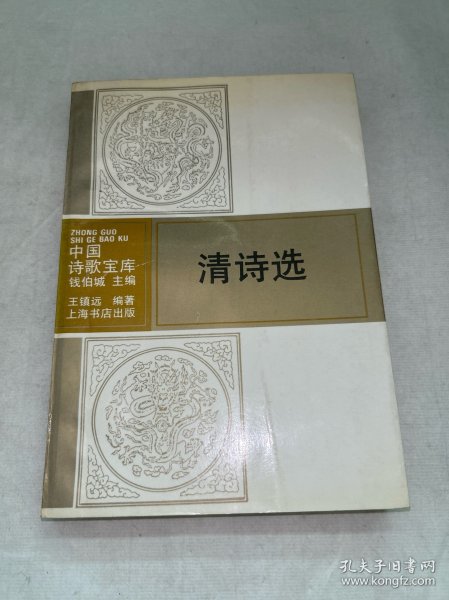 ZHONG GUO
SHI GE BAO KU
中国
诗歌宝库
钱伯城 主编
王镇远 编著
上海书店出版
清诗选
孔夫子旧书网
www.kongfz.com